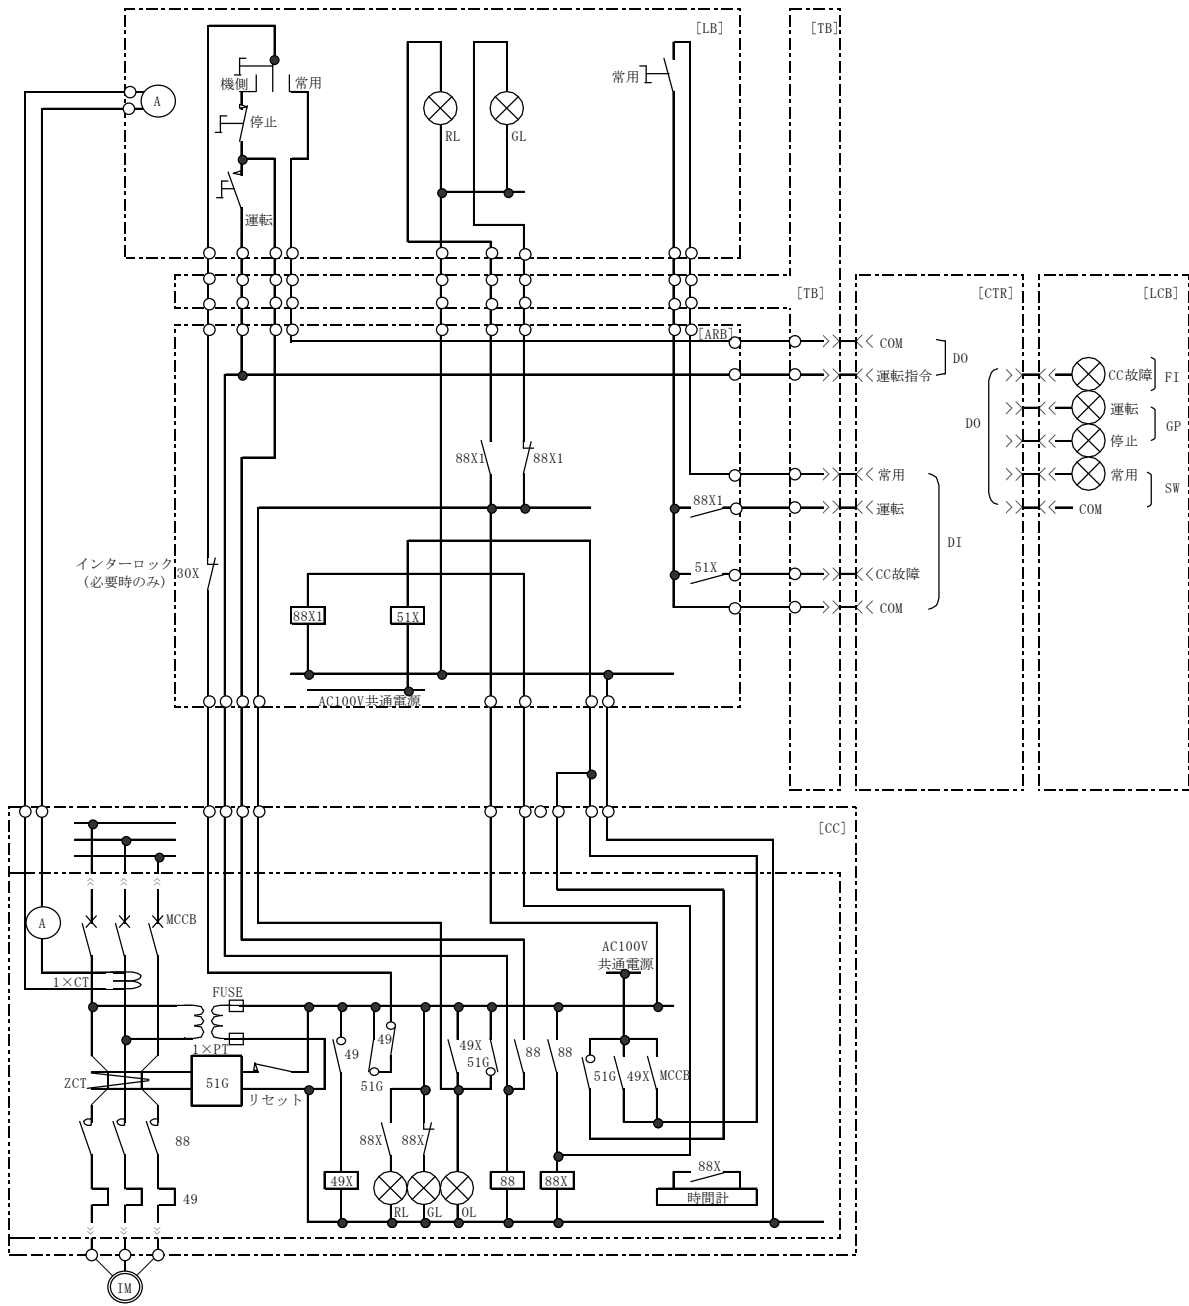 [LB]
[TB]
機側
常用
常用
A
停止
RL
GL
運転
[TB]
[CTR]
[LCB]
[ARB]
COM
DO
運転指令
CC故障
FI
DO
運転
GP
停止
88X1
88X1
常用
常用
SW
88X1
運転
COM
DI
インターロック
(必要時のみ)
30X
51X
CC故障
COM
88X1
51X
AC100V共通電源
[CC]
A
MCCB
AC100V
共通電源
1×CT
FUSE
49
49
49X
51G
88
88
1×PT
ZCT
51G
51G
51G
49X
MCCB
リセット
88
88X
88X
88X
49X
88
88X
49
時間計
RL
GL
OL
IM